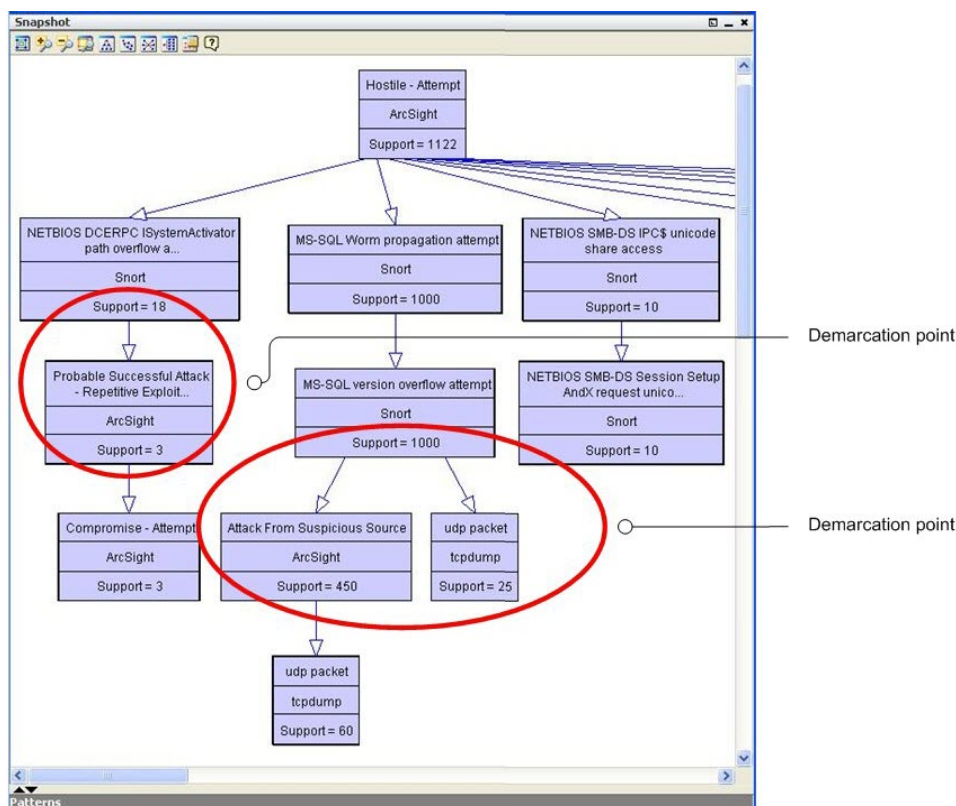 Snapshot
Hostile - Attempt
ArcSight
Support = 1122
NETBIOS DCERPC ISystemActivator
path overflow a...
Snort
Support = 18
MS-SQL Worm propagation attempt
Snort
Support = 1000
NETBIOS SMB-DS IPC$ unicode
share access
Snort
Support = 10
Demarcation point
Probable Successful Attack
- Repetitive Exploit...
ArcSight
Support = 3
MS-SQL version overflow attempt
Snort
Support = 1000
NETBIOS SMB-DS Session Setup
AndX request unico...
Snort
Support = 10
Compromise - Attempt
ArcSight
Support = 3
Attack From Suspicious Source
ArcSight
Support = 450
udp packet
tcpdump
Support = 25
Demarcation point
udp packet
tcpdump
Support = 60
Patterns